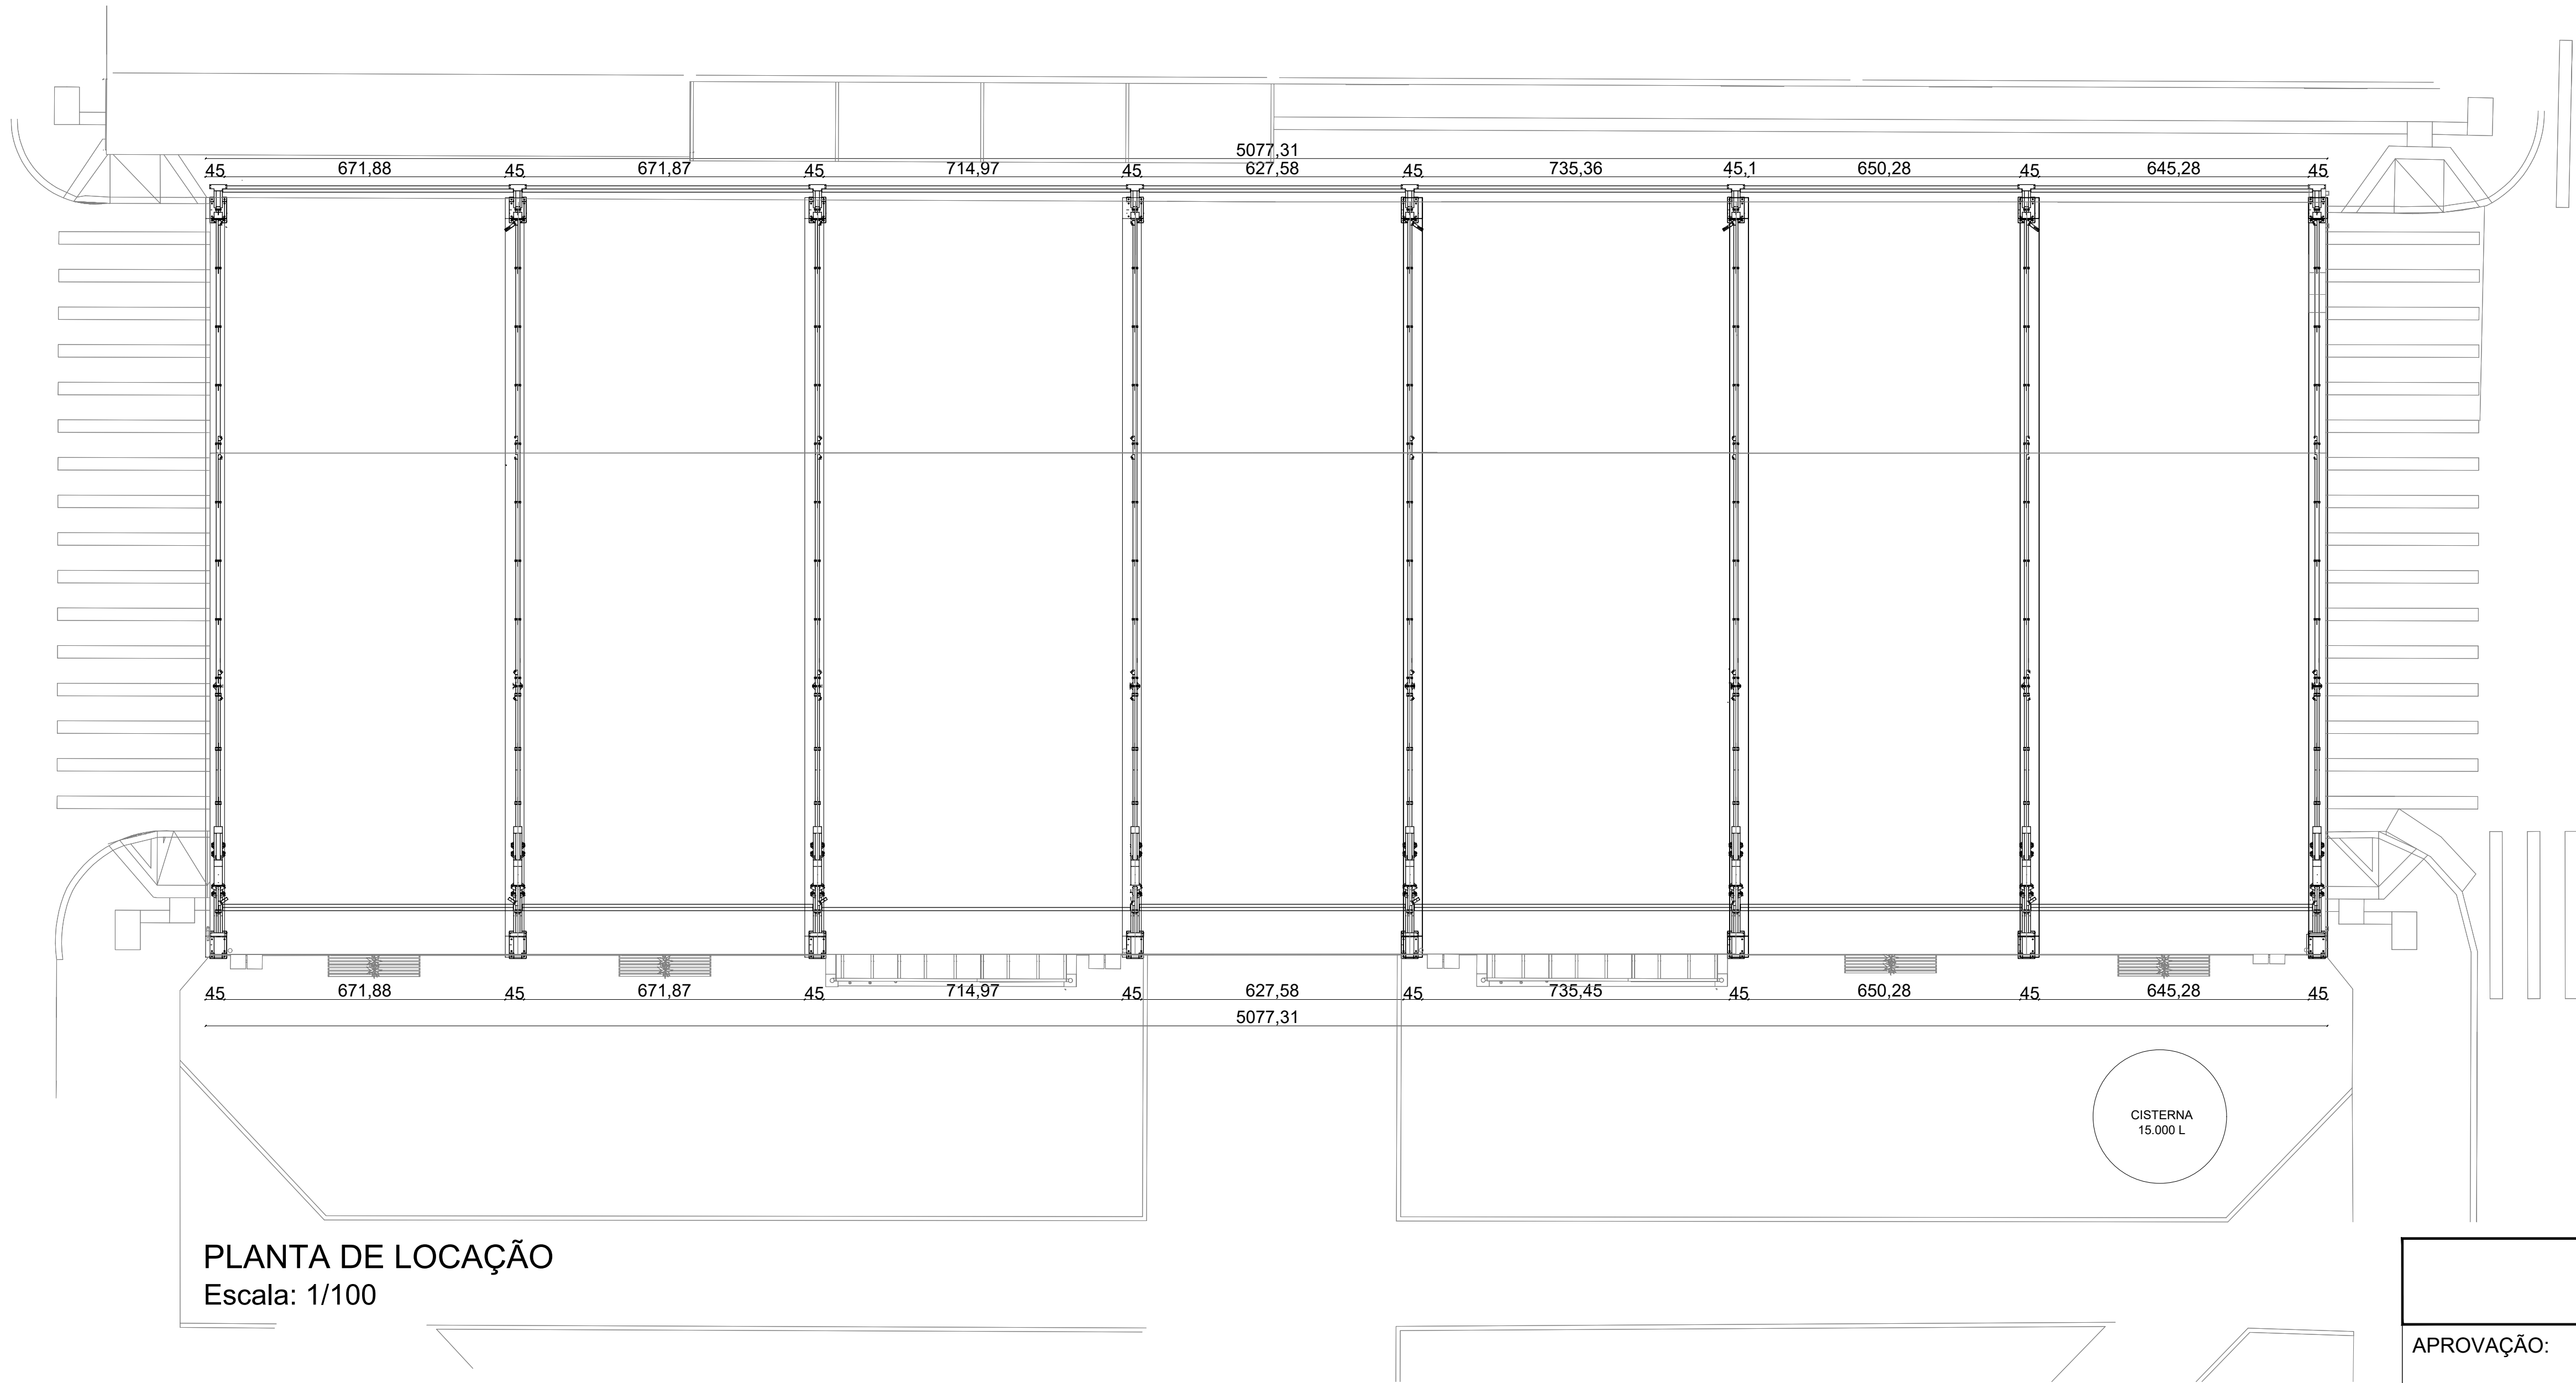 5077,31
45 671,88 45 671,87 45 714,97 45 627,58 45 735,36 45,1 650,28 45 645,28 45
45 671,88 45 671,87 45 714,97 45 627,58 45 735,45 45 650,28 45 645,28 45
5077,31
CISTERNA
15.000 L
PLANTA DE LOCAÇÃO
Escala: 1/100
APROVAÇÃO: